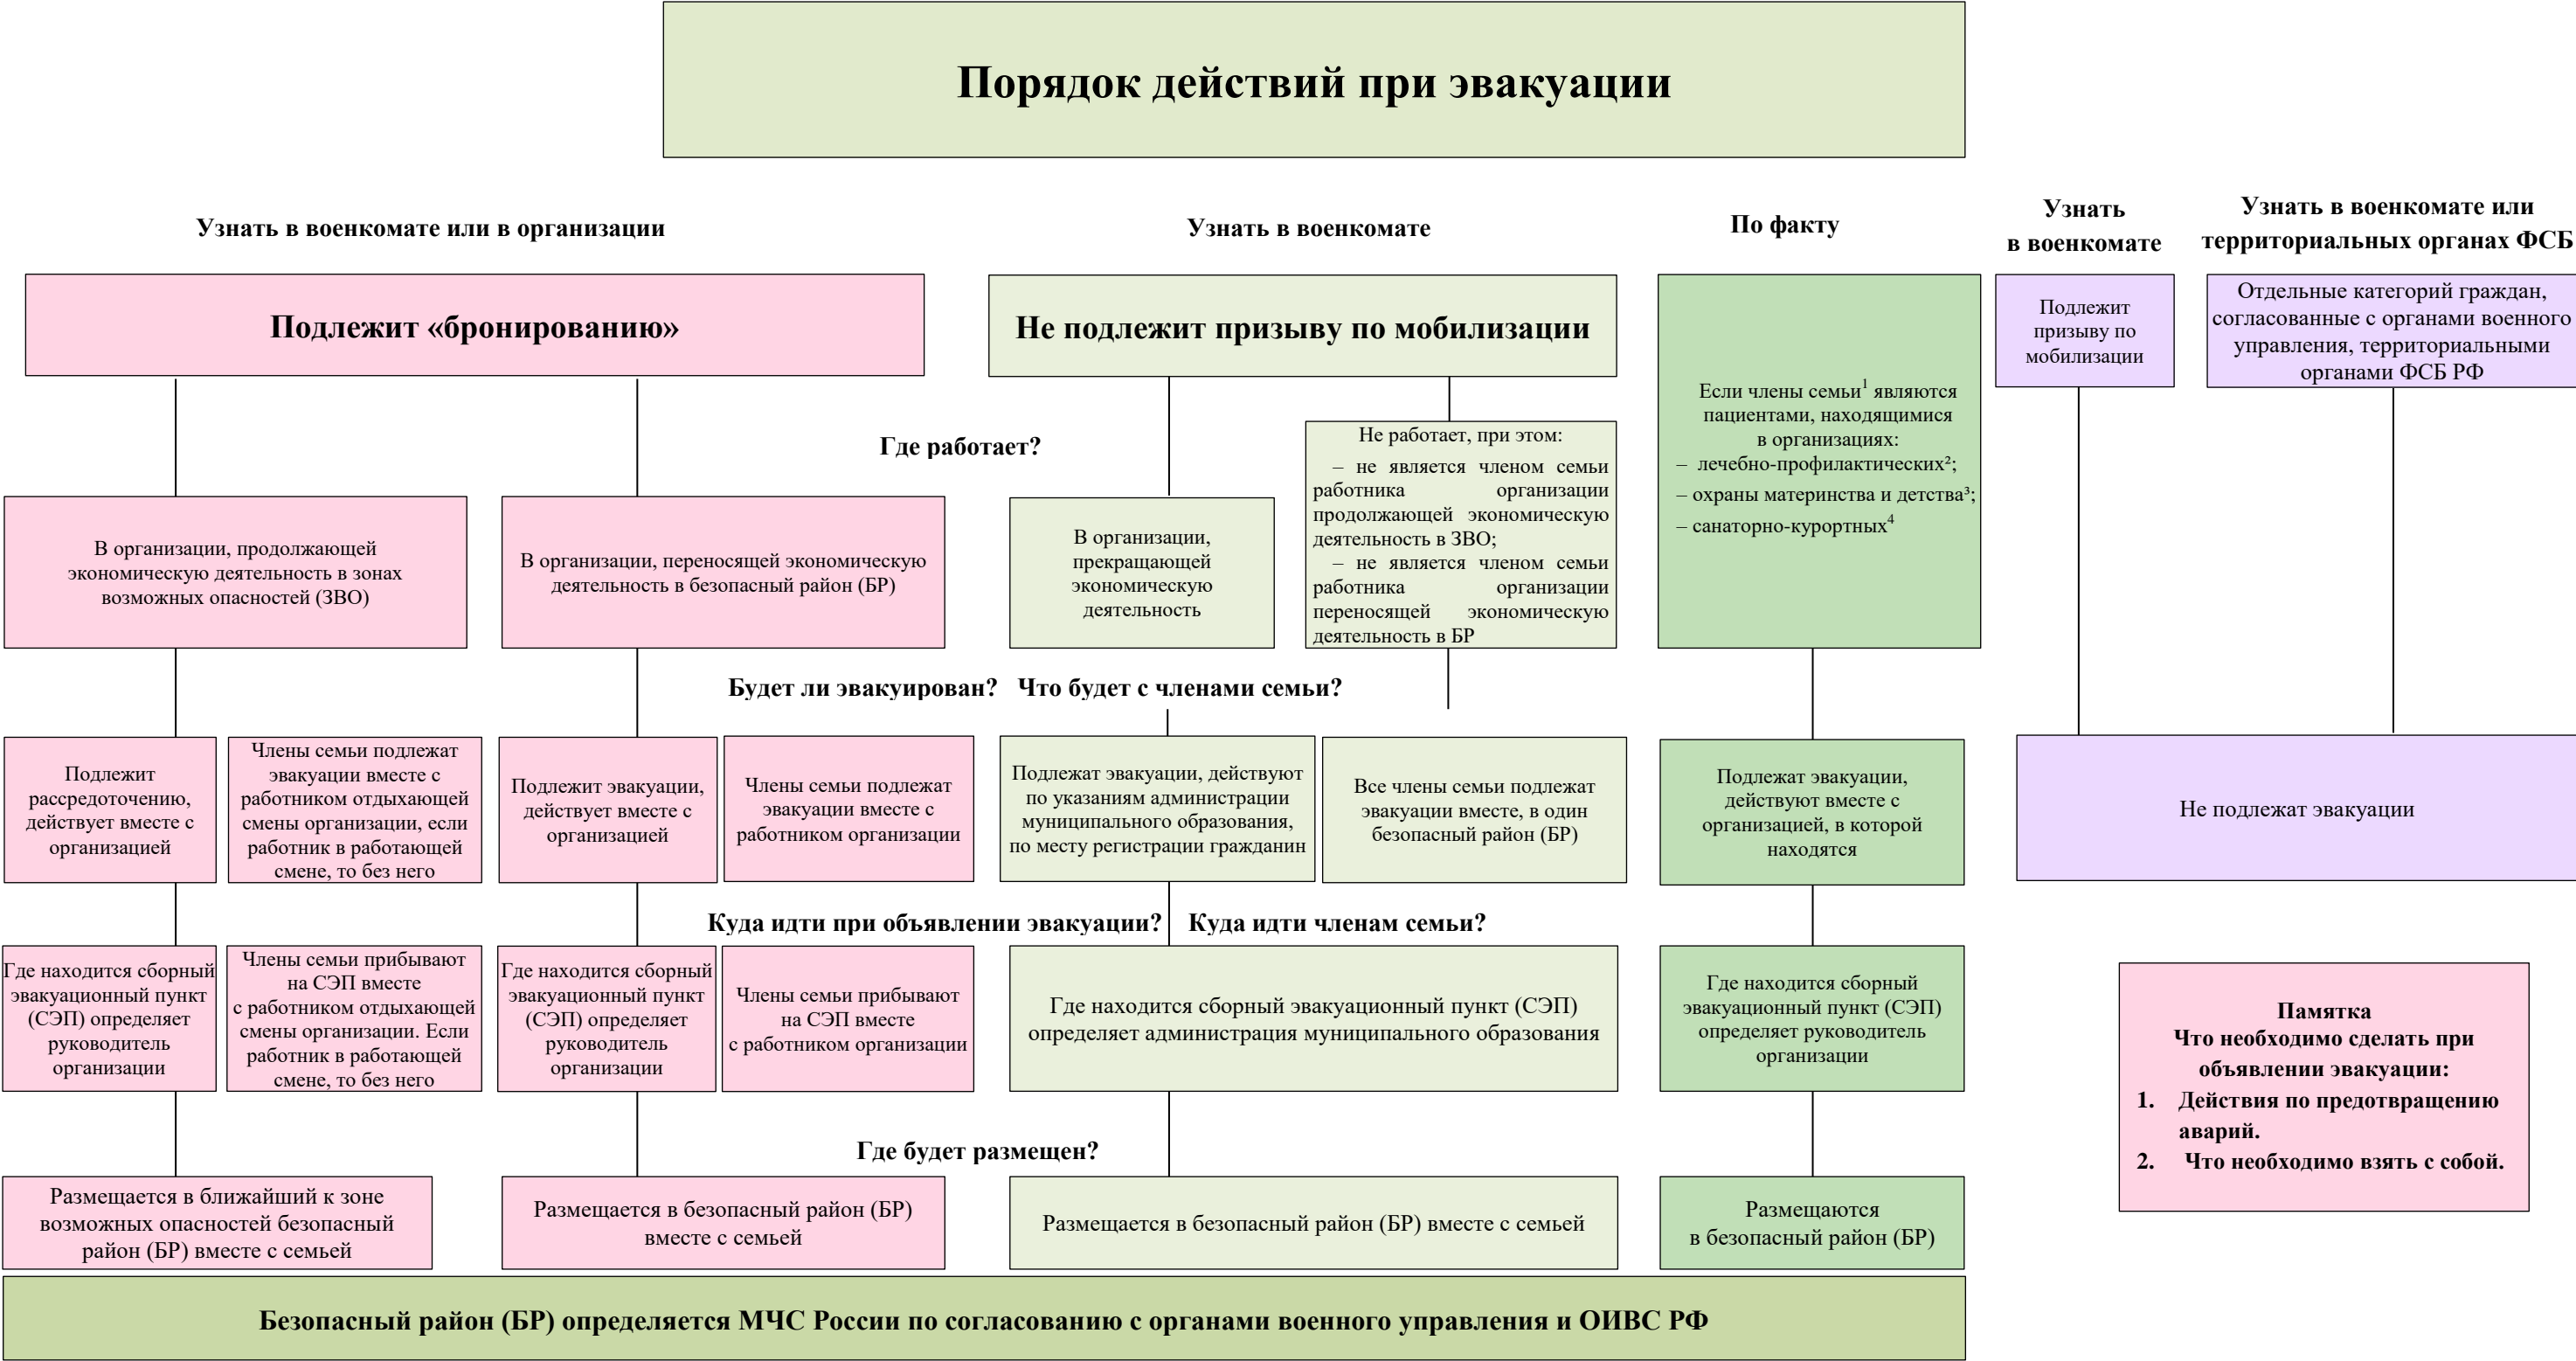 Порядок действий при эвакуации
Узнать в военкомате или в организации
Узнать в военкомате
По факту
Узнать
в военкомате
Узнать в военкомате или
территориальных органах ФСБ
Подлежит «бронированию»
Не подлежит призыву по мобилизации
Если члены семьи¹ являются
пациентами, находящимися
в организациях:
– лечебно-профилактических²;
– охраны материнства и детства³;
– санаторно-курортных⁴
Подлежит
призыву по
мобилизации
Отдельные категорий граждан,
согласованные с органами военного
управления, территориальными
органами ФСБ РФ
Где работает?
В организации, продолжающей
экономическую деятельность в зонах
возможных опасностей (ЗВО)
В организации, переносящей экономическую
деятельность в безопасный район (БР)
В организации,
прекращающей
экономическую
деятельность
Не работает, при этом:
– не является членом семьи
работника организации
продолжающей экономическую
деятельность в ЗВО;
– не является членом семьи
работника организации
переносящей экономическую
деятельность в БР
Будет ли эвакуирован? Что будет с членами семьи?
Подлежит
рассредоточению,
действует вместе с
организацией
Члены семьи подлежат
эвакуации вместе с
работником отдыхающей
смены организации, если
работник в работающей
смене, то без него
Подлежит эвакуации,
действует вместе с
организацией
Члены семьи подлежат
эвакуации вместе с
работником организации
Подлежат эвакуации, действуют
по указаниям администрации
муниципального образования,
по месту регистрации гражданин
Все члены семьи подлежат
эвакуации вместе, в один
безопасный район (БР)
Подлежат эвакуации,
действуют вместе с
организацией, в которой
находятся
Не подлежат эвакуации
Куда идти при объявлении эвакуации? Куда идти членам семьи?
Где находится сборный
эвакуационный пункт
(СЭП) определяет
руководитель
организации
Члены семьи прибывают
на СЭП вместе
с работником отдыхающей
смены организации. Если
работник в работающей
смене, то без него
Где находится сборный
эвакуационный пункт
(СЭП) определяет
руководитель
организации
Члены семьи прибывают
на СЭП вместе
с работником организации
Где находится сборный эвакуационный пункт (СЭП)
определяет администрация муниципального образования
Где находится сборный
эвакуационный пункт (СЭП)
определяет руководитель
организации
Памятка
Что необходимо сделать при
объявлении эвакуации:
1. Действия по предотвращению
аварий.
2. Что необходимо взять с собой.
Где будет размещен?
Размещается в ближайший к зоне
возможных опасностей безопасный
район (БР) вместе с семьей
Размещается в безопасный район (БР)
вместе с семьей
Размещается в безопасный район (БР) вместе с семьей
Размещаются
в безопасный район (БР)
Безопасный район (БР) определяется МЧС России по согласованию с органами военного управления и ОИВС РФ